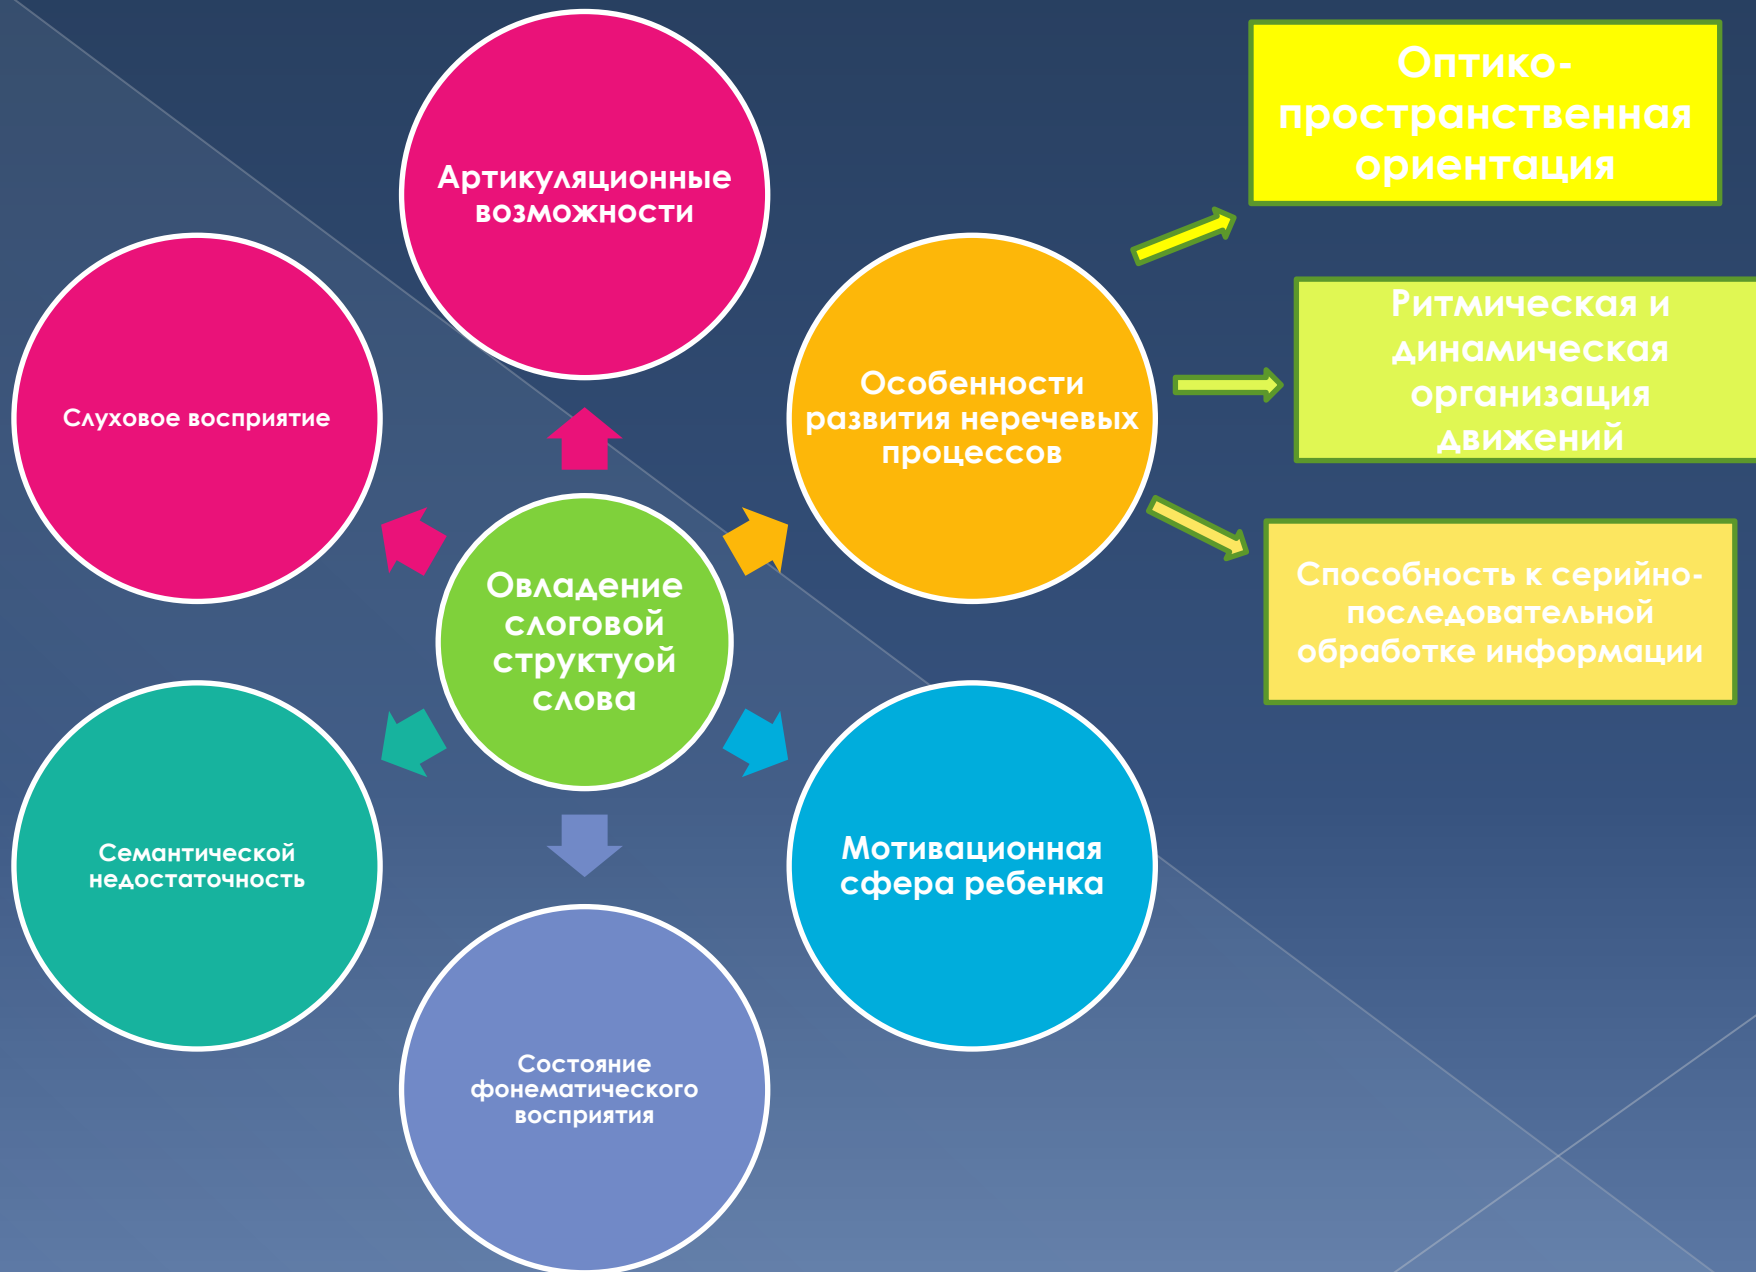 Артикуляционные
возможности
Оптико-
пространственная
ориентация
Ритмическая и
динамическая
организация
движений
Слуховое восприятие
Особенности
развития неречевых
процессов
Способность к серийно-
последовательной
обработке информации
Овладение
слоговой
структуой
слова
Семантической
недостаточность
Мотивационная
сфера ребенка
Состояние
фонематического
восприятия